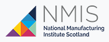 NMIS
National Manufacturing
Institute Scotland